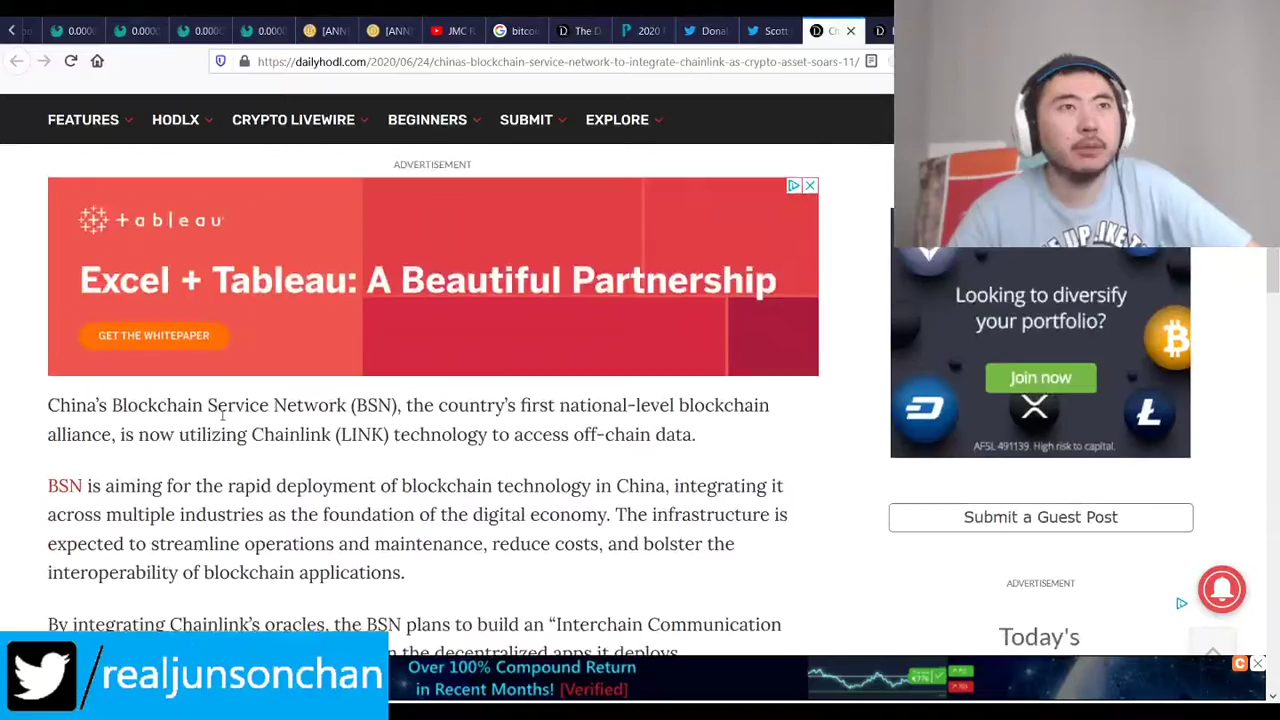 0.0000
0.0000
0.0000
0.0000
[ANN
[ANN
JMC
bitcoi
The D
2020
Donal
Scott
Ch
https://dailyhodl.com/2020/06/24/chinas-blockchain-service-network-to-integrate-chainlink-as-crypto-asset-soars-11/
FEATURES HODLX CRYPTO LIVEWIRE BEGINNERS SUBMIT EXPLORE
ADVERTISEMENT
+tableau
Excel + Tableau: A Beautiful Partnership
GET THE WHITEPAPER
China's Blockchain Service Network (BSN), the country's first national-level blockchain
alliance, is now utilizing Chainlink (LINK) technology to access off-chain data.
BSN is aiming for the rapid deployment of blockchain technology in China, integrating it
across multiple industries as the foundation of the digital economy. The infrastructure is
expected to streamline operations and maintenance, reduce costs, and bolster the
interoperability of blockchain applications.
By integrating Chainlink's oracles, the BSN plans to build an “Interchain Communication
the decentralized apps it deploys.
/realjunsonchan
Over 100% Compound Return
in Recent Months! [Verified]
Looking to diversify
your portfolio?
Join now
AFSL 491139. High risk to capital.
Submit a Guest Post
ADVERTISEMENT
Today's